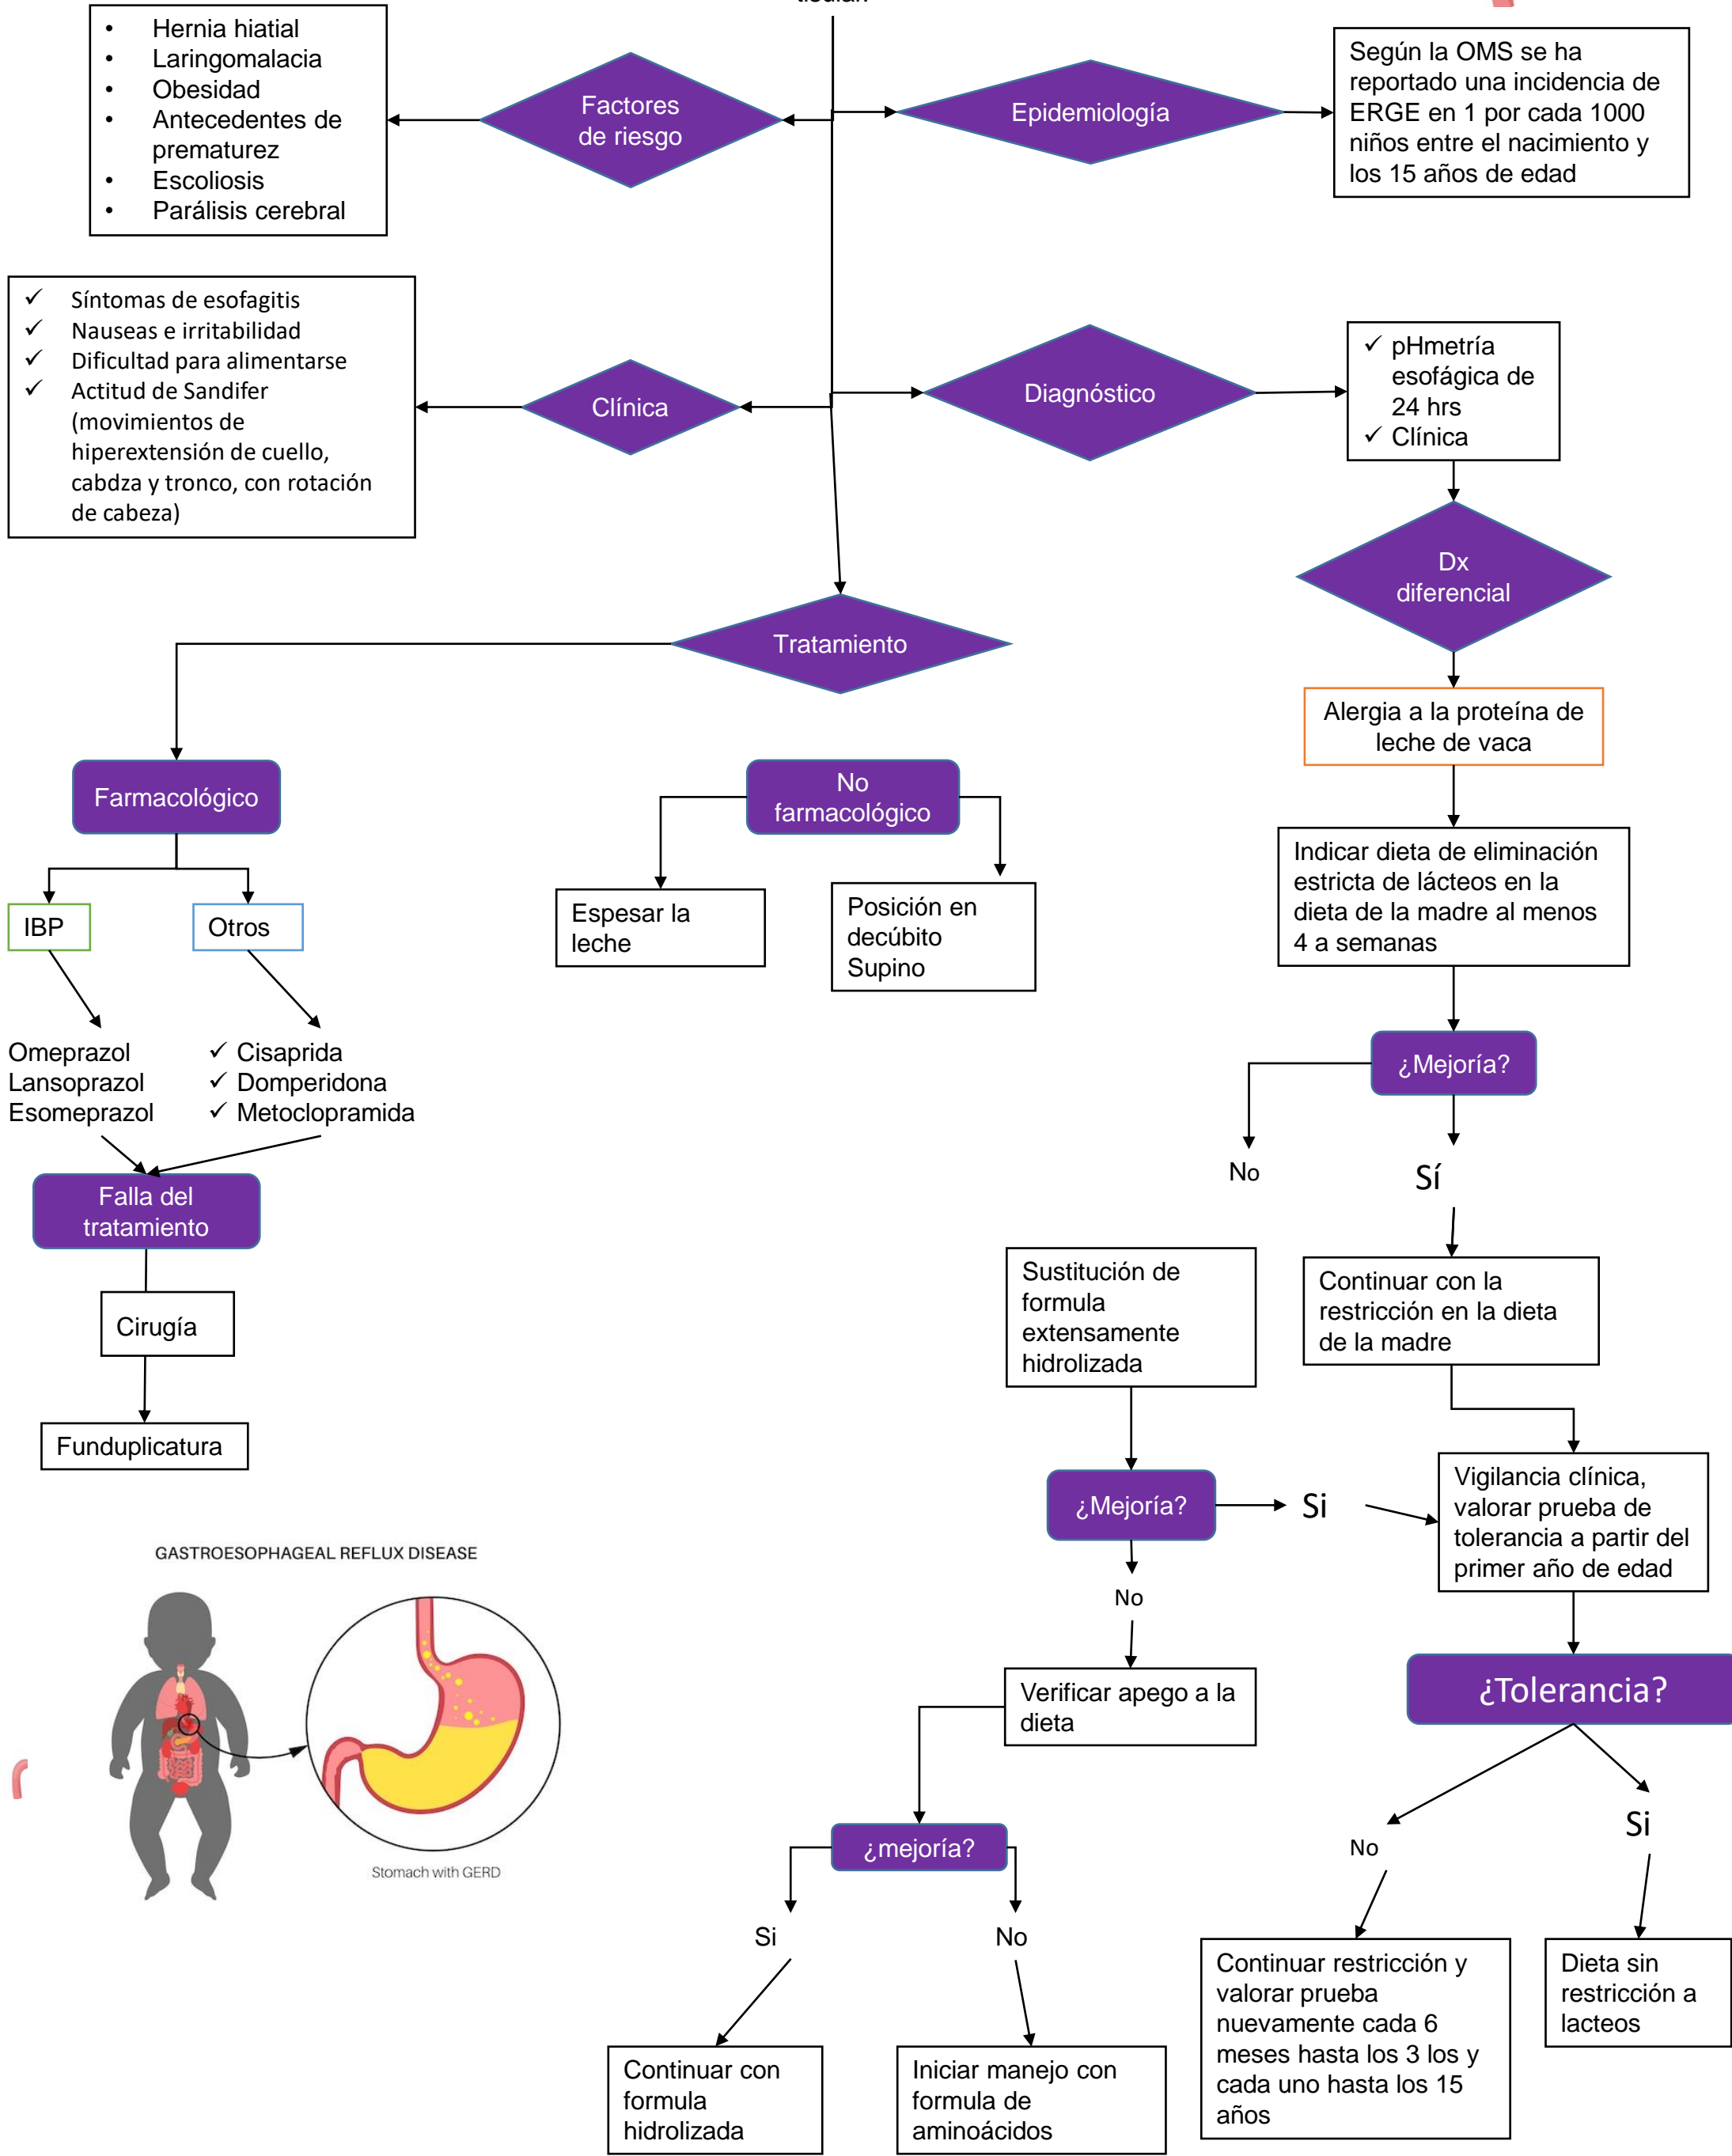 • Hernia hiatial
• Laringomalacia
• Obesidad
• Antecedentes de
prematurez
• Escoliosis
• Parálisis cerebral
Factores
de riesgo
Epidemiología
Según la OMS se ha
reportado una incidencia de
ERGE en 1 por cada 1000
niños entre el nacimiento y
los 15 años de edad
✓ Síntomas de esofagitis
✓ Nauseas e irritabilidad
✓ Dificultad para alimentarse
✓ Actitud de Sandifer
(movimientos de
hiperextensión de cuello,
cabdza y tronco, con rotación
de cabeza)
Clínica
Diagnóstico
✓ pHmetría
esofágica de
24 hrs
✓ Clínica
Dx
diferencial
Tratamiento
Alergia a la proteína de
leche de vaca
Farmacológico
No
farmacológico
Indicar dieta de eliminación
estricta de lácteos en la
dieta de la madre al menos
4 a semanas
IBP
Otros
Espesar la
leche
Posición en
decúbito
Supino
Omeprazol
Lansoprazol
Esomeprazol
✓ Cisaprida
✓ Domperidona
✓ Metoclopramida
¿Mejoría?
No
Sí
Falla del
tratamiento
Cirugía
Funduplicatura
Sustitución de
formula
extensamente
hidrolizada
Continuar con la
restricción en la dieta
de la madre
¿Mejoría?
Si
Vigilancia clínica,
valorar prueba de
tolerancia a partir del
primer año de edad
No
GASTROESOPHAGEAL REFLUX DISEASE
Stomach with GERD
Verificar apego a la
dieta
¿Tolerancia?
¿mejoría?
Si
No
No
Si
Continuar con
formula
hidrolizada
Iniciar manejo con
formula de
aminoácidos
Continuar restricción y
valorar prueba
nuevamente cada 6
meses hasta los 3 los y
cada uno hasta los 15
años
Dieta sin
restricción a
lacteos